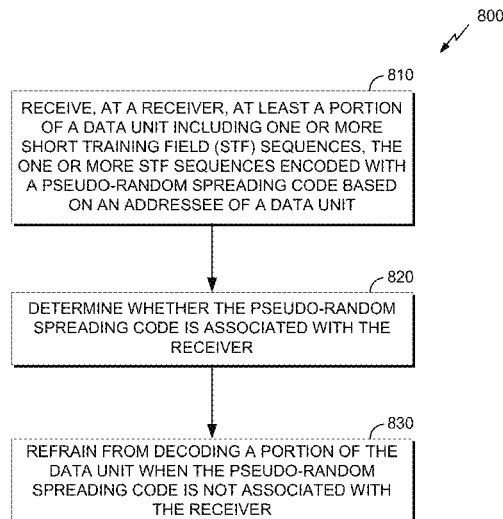 800
810
RECEIVE, AT A RECEIVER, AT LEAST A PORTION
OF A DATA UNIT INCLUDING ONE OR MORE
SHORT TRAINING FIELD (STF) SEQUENCES, THE
ONE OR MORE STF SEQUENCES ENCODED WITH
A PSEUDO-RANDOM SPREADING CODE BASED
ON AN ADDRESSEE OF A DATA UNIT
820
DETERMINE WHETHER THE PSEUDO-RANDOM
SPREADING CODE IS ASSOCIATED WITH THE
RECEIVER
830
REFRAIN FROM DECODING A PORTION OF THE
DATA UNIT WHEN THE PSEUDO-RANDOM
SPREADING CODE IS NOT ASSOCIATED WITH
THE RECEIVER